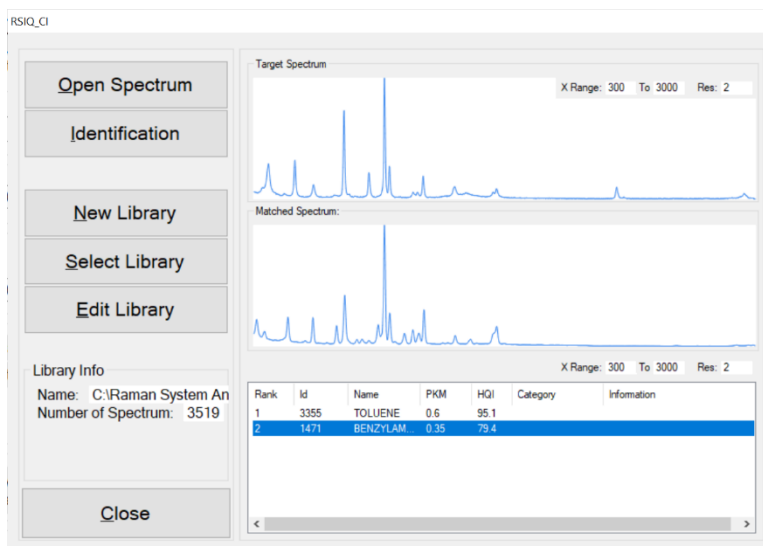 RSIQ_CI
Open Spectrum
Identification
New Library
Select Library
Edit Library
Library Info
Name: C:\Raman System An
Number of Spectrum: 3519
Close
Target Spectrum
X Range: 300 To 3000 Res: 2
Matched Spectrum:
X Range: 300 To 3000 Res: 2
Rank Id Name PKM HQI Category Information
1 3355 TOLUENE 0.6 95.1
2 1471 BENZYLAM... 0.35 79.4